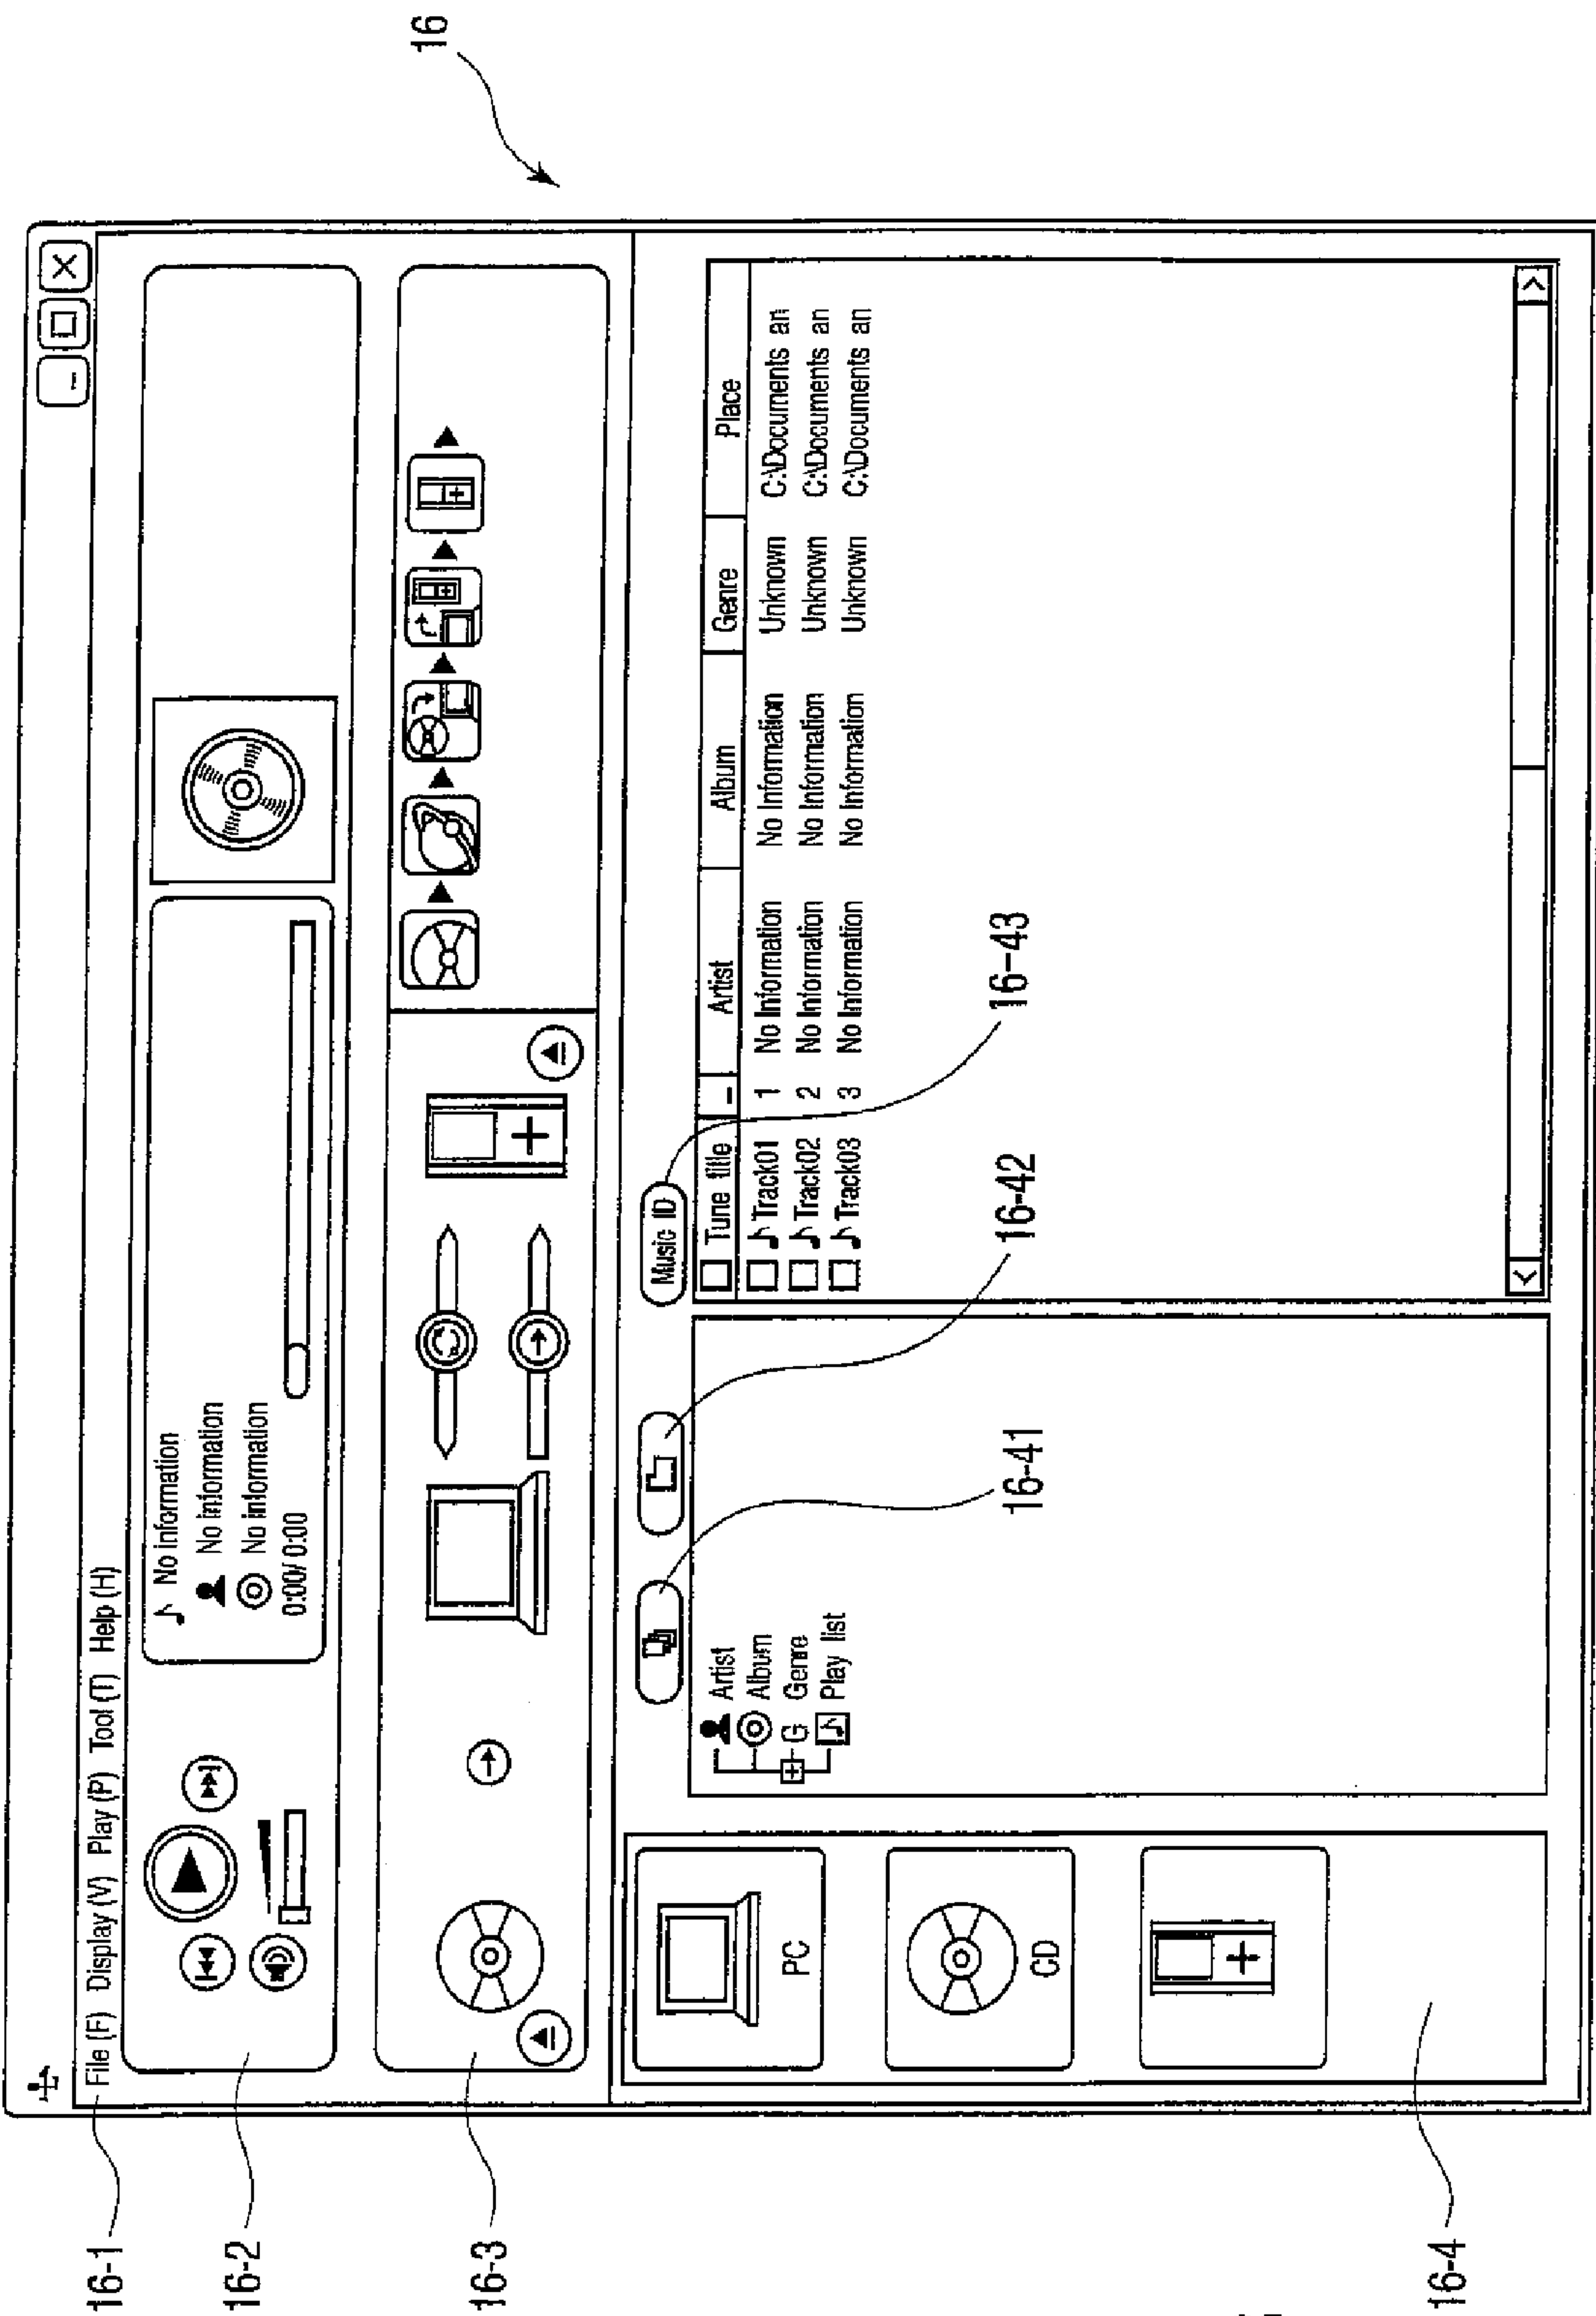 16
16-1
File (F) Display (V) Play (P) Tool (T) Help (H)
16-2
No information
No information
No information
0:00/ 0:00
16-3
Music ID
Artist
Album
G Genre
Play list
PC
CD
Tune title – Artist Album Genre Place
Track01 1 No Information No Information Unknown C:\Documents an
Track02 2 No Information No Information Unknown C:\Documents an
Track03 3 No Information No Information Unknown C:\Documents an
16-41
16-42
16-43
16-4